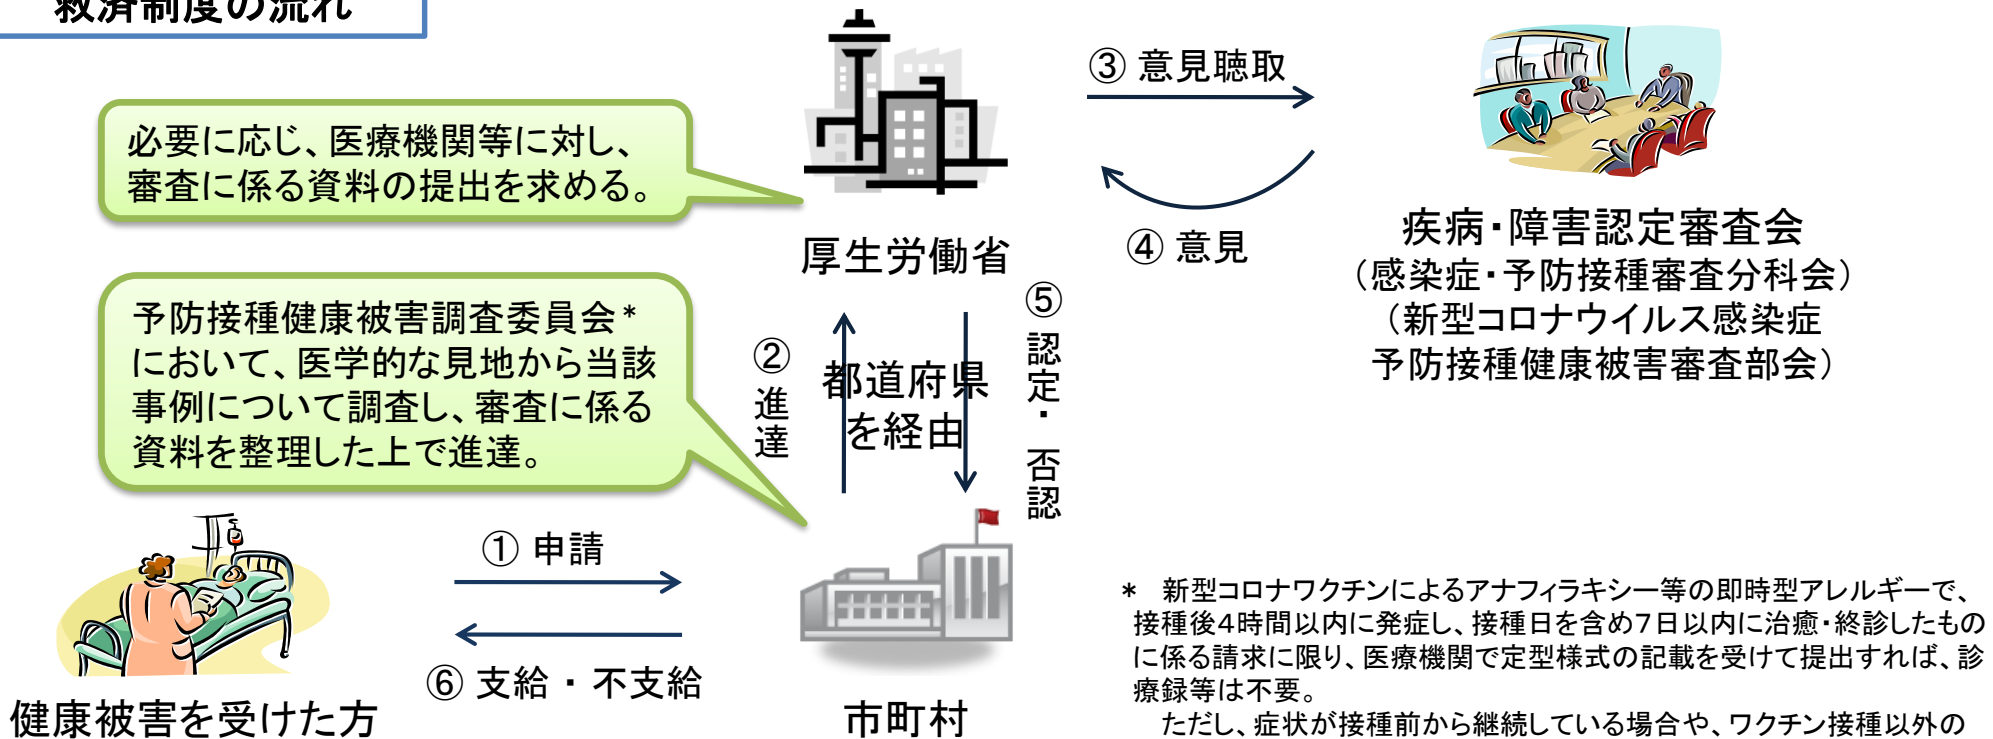 救済制度の流れ
必要に応じ、医療機関等に対し、
審査に係る資料の提出を求める。
厚生労働省
③ 意見聴取
④ 意見
疾病・障害認定審査会
（感染症・予防接種審査分科会）
（新型コロナウイルス感染症
予防接種健康被害審査部会）
予防接種健康被害調査委員会*
において、医学的な見地から当該
事例について調査し、審査に係る
資料を整理した上で進達。
② 進達
都道府県
を経由
⑤ 認定・否認
① 申請
⑥ 支給・不支給
健康被害を受けた方
市町村
* 新型コロナワクチンによるアナフィラキシー等の即時型アレルギーで、
接種後４時間以内に発症し、接種日を含め７日以内に治癒・終診したもの
に係る請求に限り、医療機関で定型様式の記載を受けて提出すれば、診
療録等は不要。
ただし、症状が接種前から継続している場合や、ワクチン接種以外の